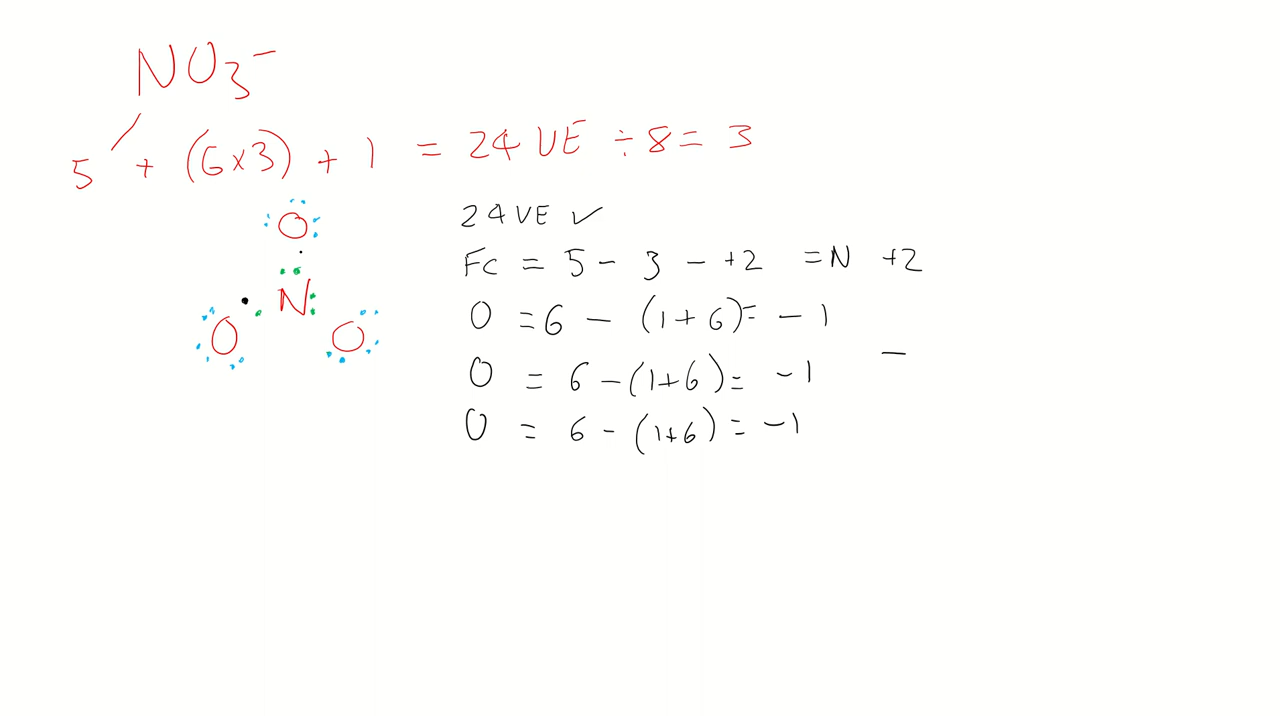 NO3-
5 + (6x3) + 1 = 24 VE ÷ 8 = 3
O
N
O O
24 VE ✓
Fc = 5 - 3 - +2 = N +2
O = 6 - (1+6) = -1
O = 6 - (1+6) = -1 -
O = 6 - (1+6) = -1